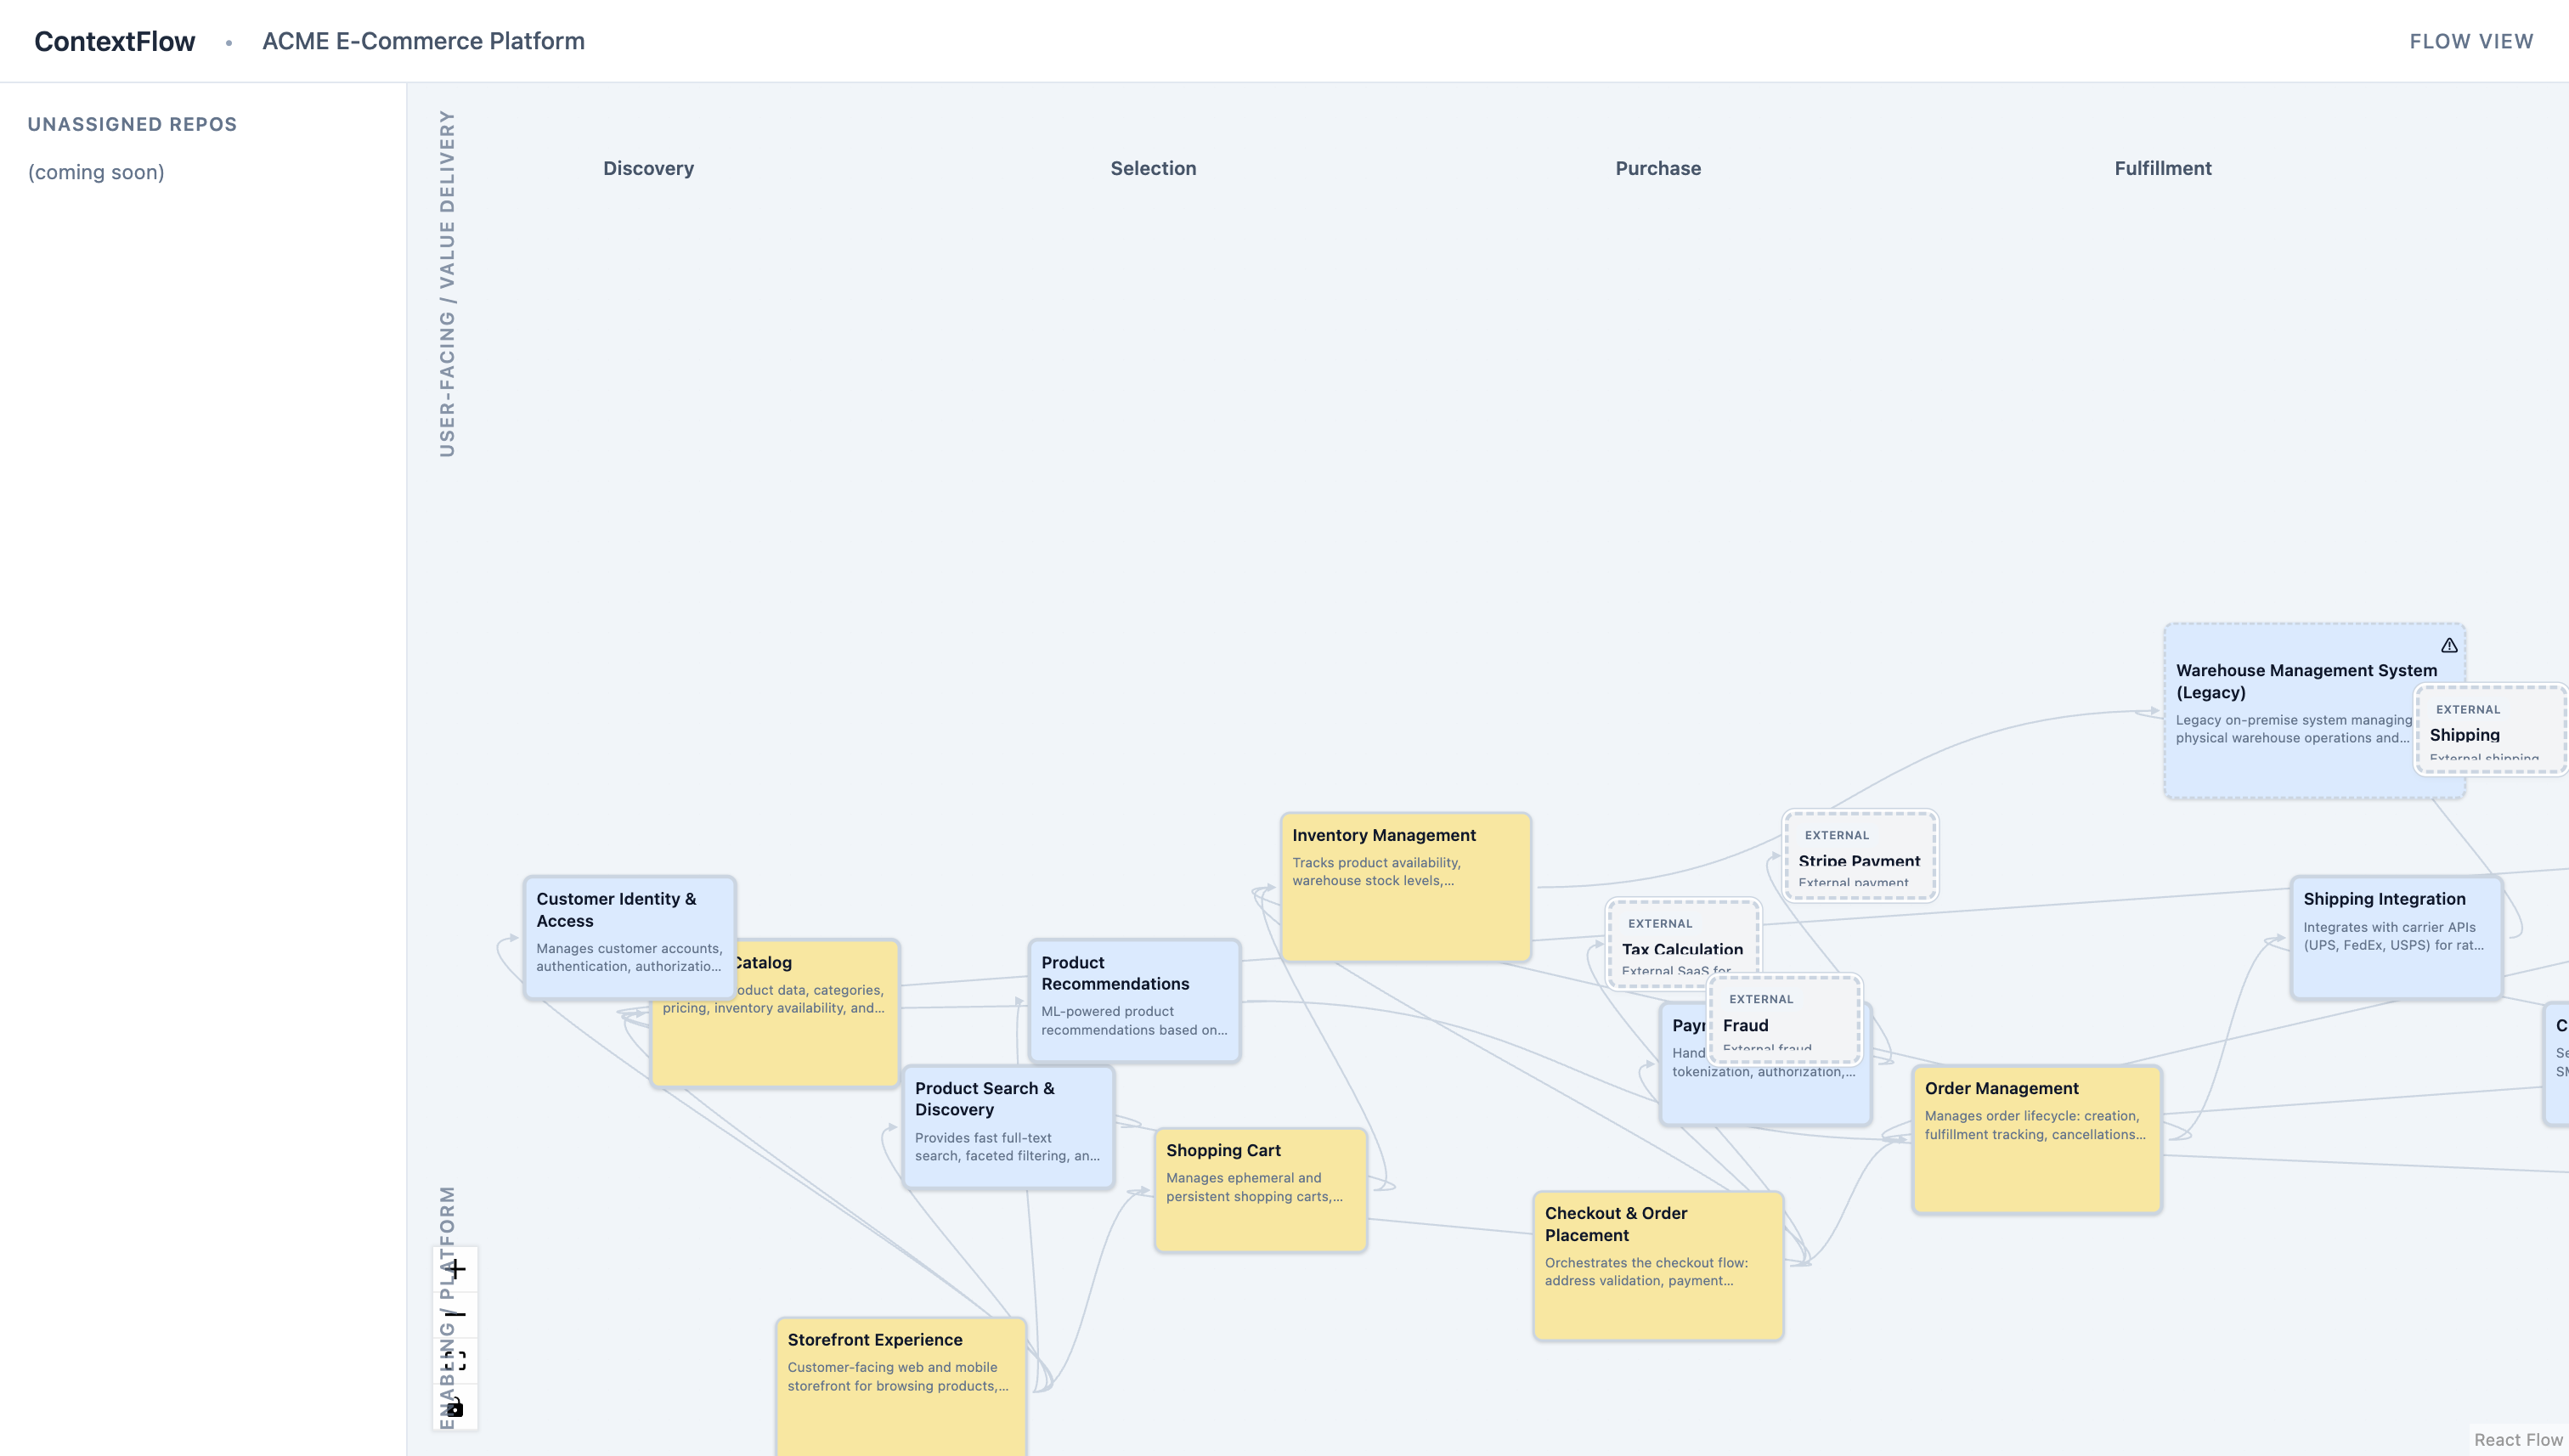 ContextFlow • ACME E-Commerce Platform
FLOW VIEW
UNASSIGNED REPOS
(coming soon)
USER-FACING / VALUE DELIVERY
ENABLING / PLATFORM
Discovery
Selection
Purchase
Fulfillment
Warehouse Management System
(Legacy)
Legacy on-premise system managing
physical warehouse operations and...
EXTERNAL
Shipping
External shipping
Inventory Management
Tracks product availability,
warehouse stock levels,...
EXTERNAL
Stripe Payment
External payment
Customer Identity &
Access
Manages customer accounts,
authentication, authorizatio...
Catalog
pricing, inventory availability, and...
Product
Recommendations
ML-powered product
recommendations based on...
EXTERNAL
Tax Calculation
External SaaS for
EXTERNAL
Fraud
External fraud
tokenization, authorization,...
Shipping Integration
Integrates with carrier APIs
(UPS, FedEx, USPS) for rat...
Product Search &
Discovery
Provides fast full-text
search, faceted filtering, an...
Order Management
Manages order lifecycle: creation,
fulfillment tracking, cancellations...
Shopping Cart
Manages ephemeral and
persistent shopping carts,...
Checkout & Order
Placement
Orchestrates the checkout flow:
address validation, payment...
Storefront Experience
Customer-facing web and mobile
storefront for browsing products,...
React Flow